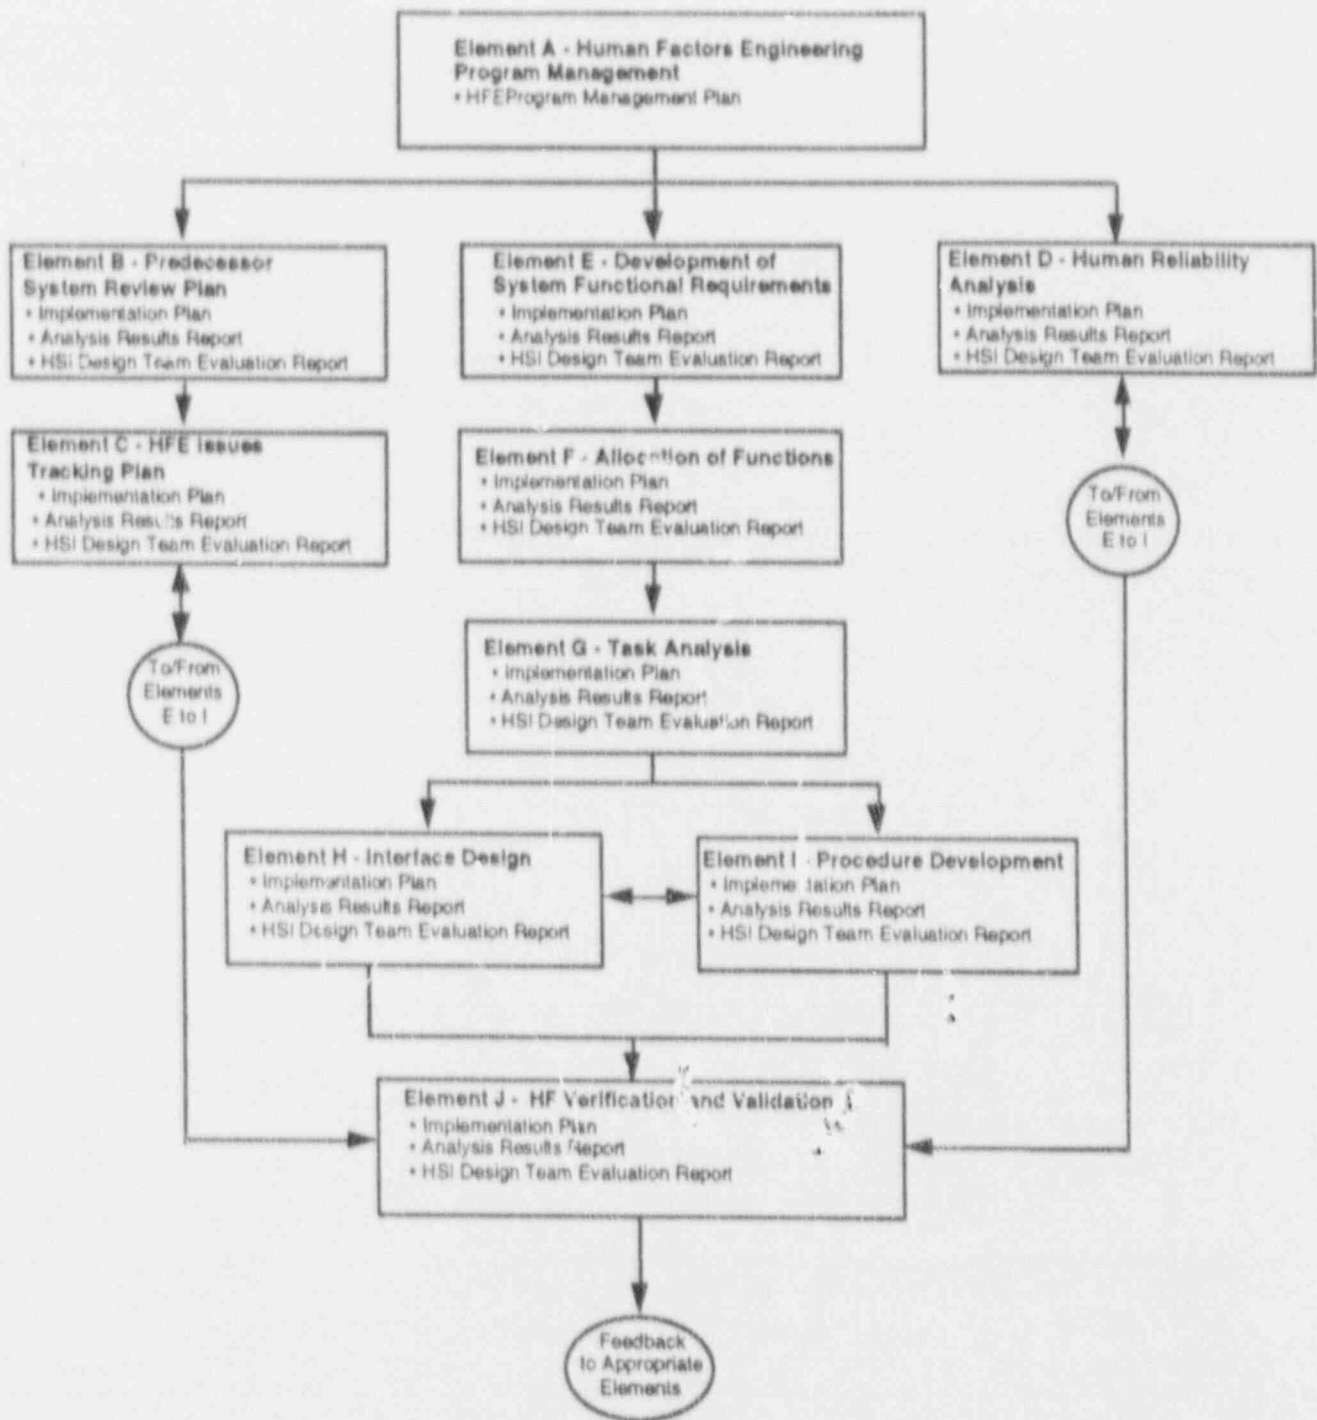 Element A - Human Factors Engineering
Program Management
• HFEProgram Management Plan
Element B - Predecessor
System Review Plan
• Implementation Plan
• Analysis Results Report
• HSI Design Team Evaluation Report
Element E - Development of
System Functional Requirements
• Implementation Plan
• Analysis Results Report
• HSI Design Team Evaluation Report
Element D - Human Reliability
Analysis
• Implementation Plan
• Analysis Results Report
• HSI Design Team Evaluation Report
Element C - HFE Issues
Tracking Plan
• Implementation Plan
• Analysis Results Report
• HSI Design Team Evaluation Report
Element F - Allocation of Functions
• Implementation Plan
• Analysis Results Report
• HSI Design Team Evaluation Report
To/From
Elements
E to I
To/From
Elements
E to I
Element G - Task Analysis
• Implementation Plan
• Analysis Results Report
• HSI Design Team Evaluation Report
Element H - Interface Design
• Implementation Plan
• Analysis Results Report
• HSI Design Team Evaluation Report
Element I - Procedure Development
• Implementation Plan
• Analysis Results Report
• HSI Design Team Evaluation Report
Element J - HF Verification and Validation
• Implementation Plan
• Analysis Results Report
• HSI Design Team Evaluation Report
Feedback
to Appropriate
Elements